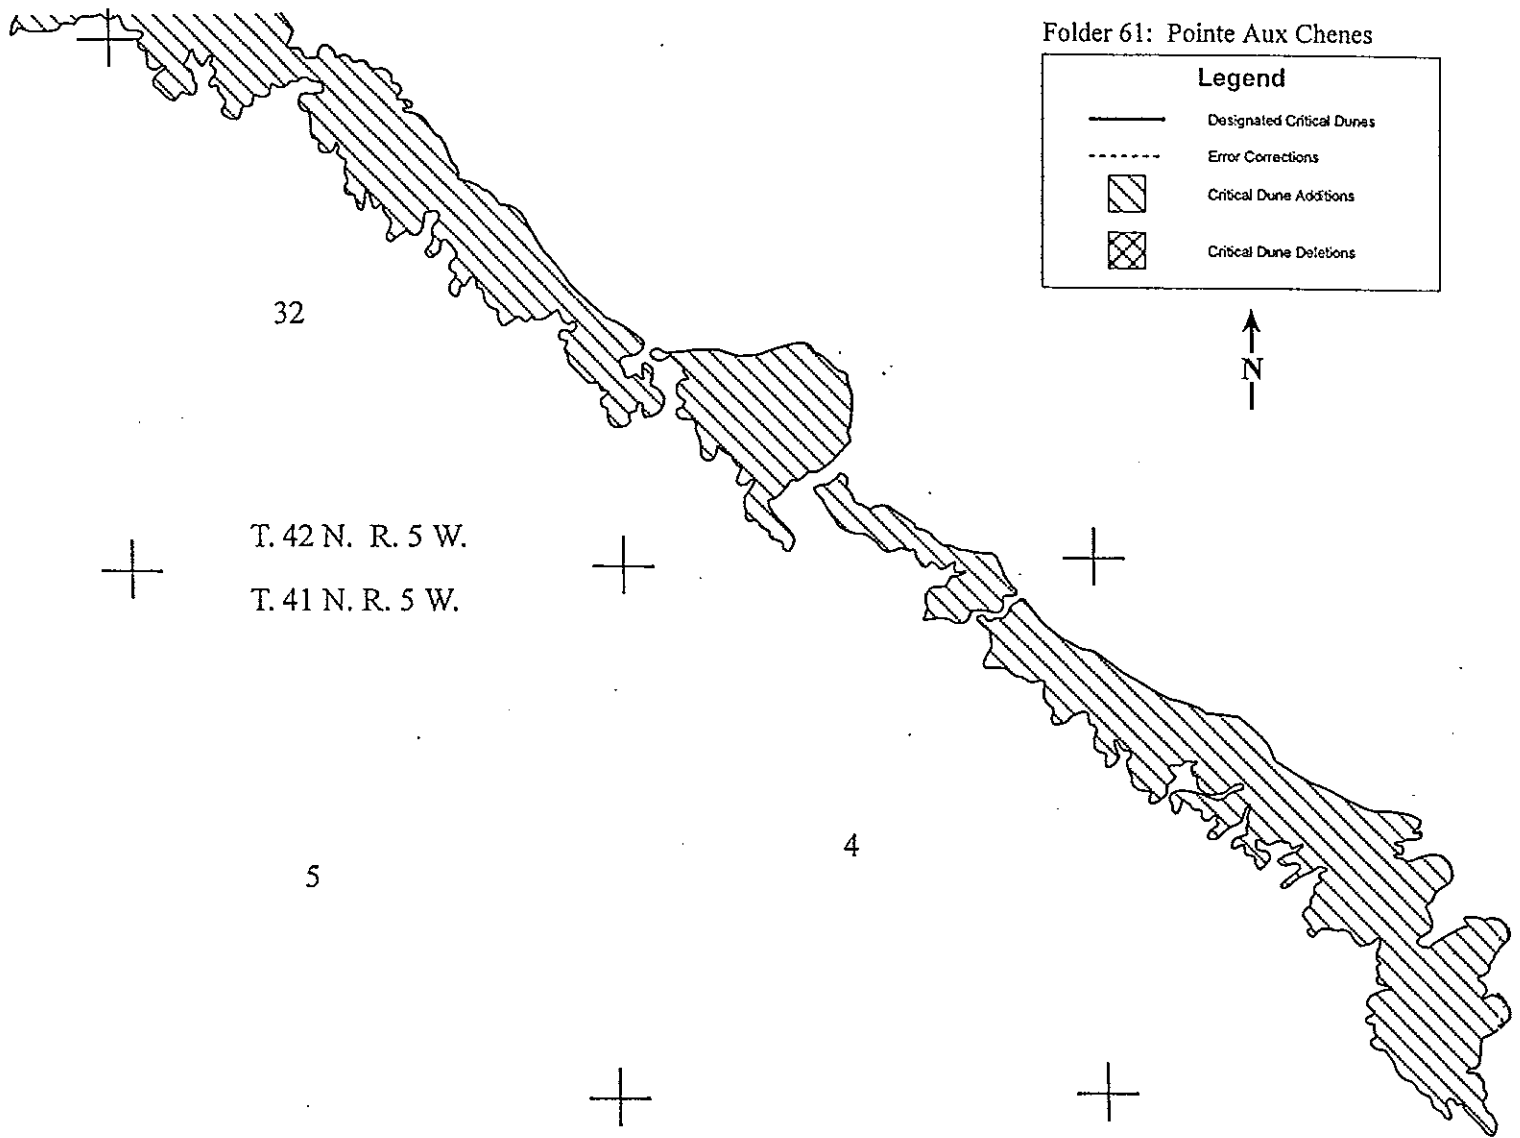 Folder 61: Pointe Aux Chenes
Legend
Designated Critical Dunes
Error Corrections
Critical Dune Additions
Critical Dune Deletions
N
32
T. 42 N. R. 5 W.
T. 41 N. R. 5 W.
4
5